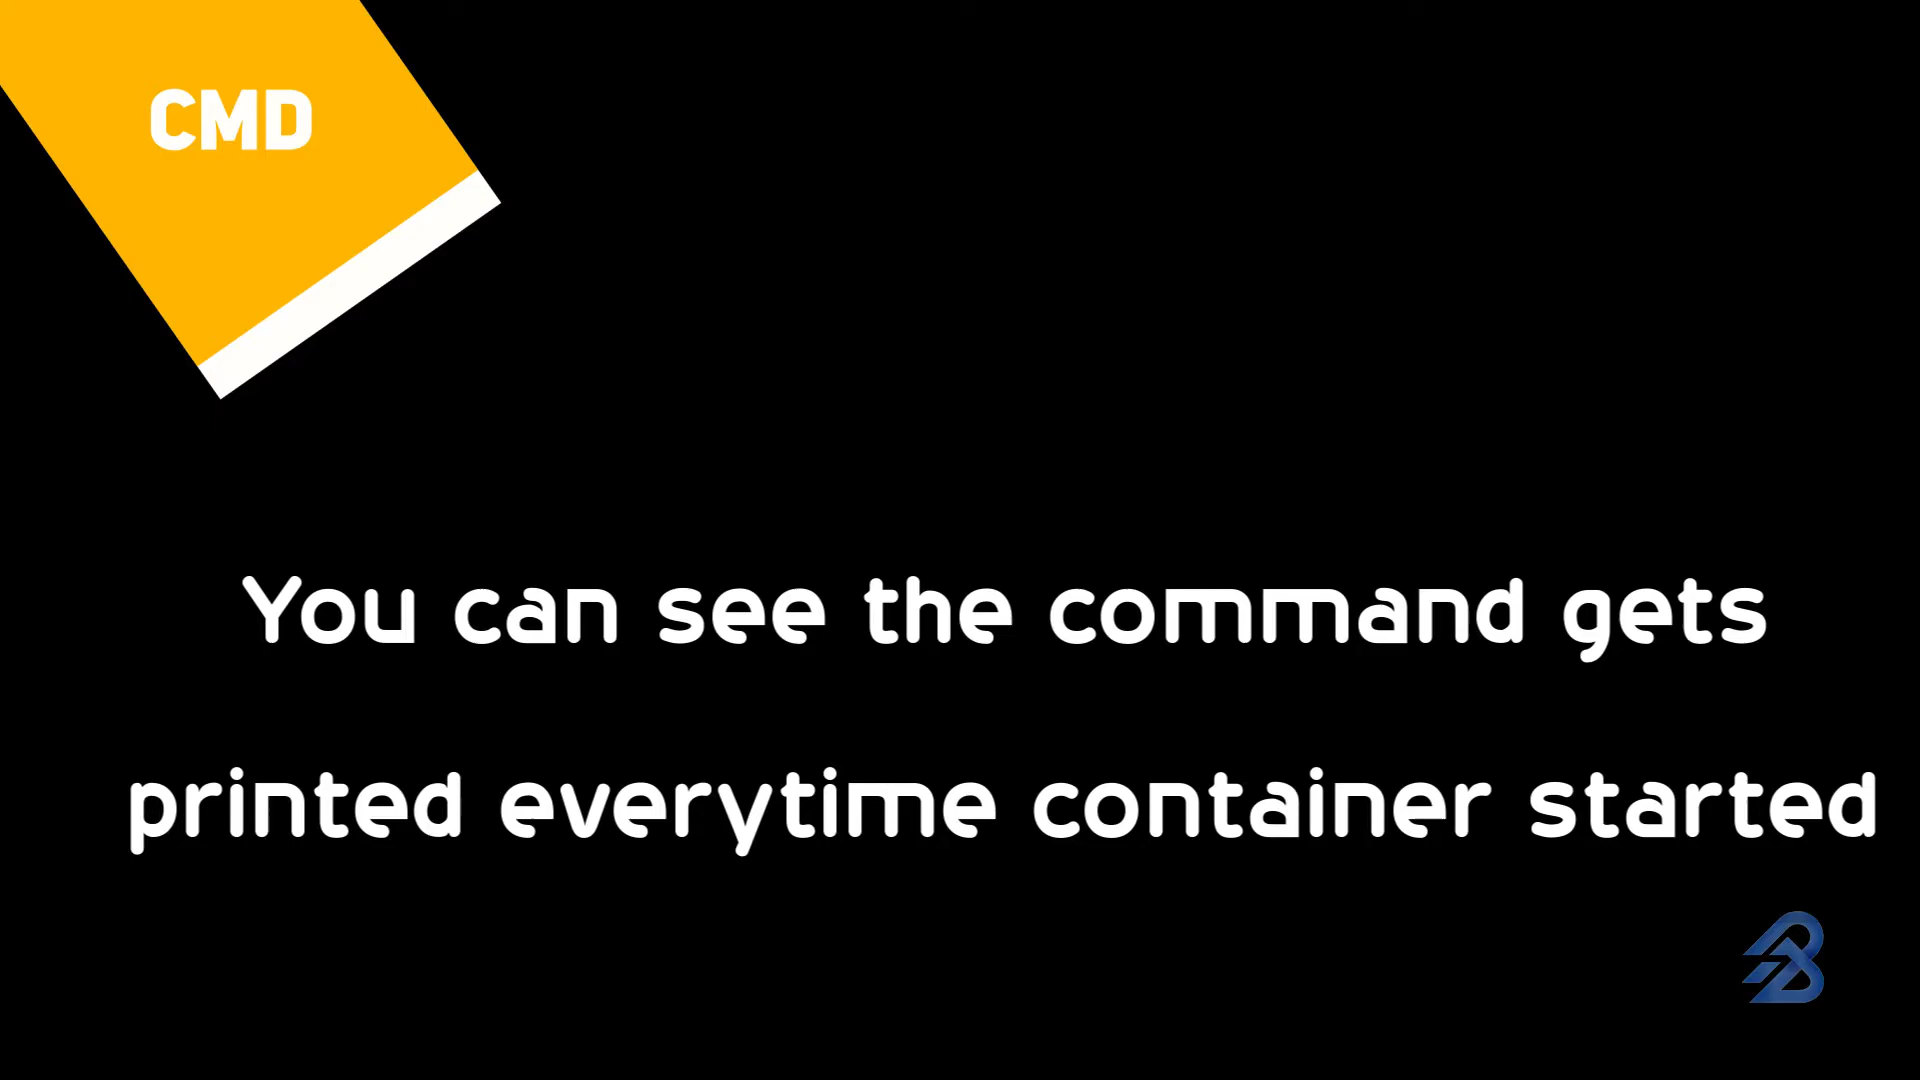 CMD
You can see the command gets
printed everytime container started